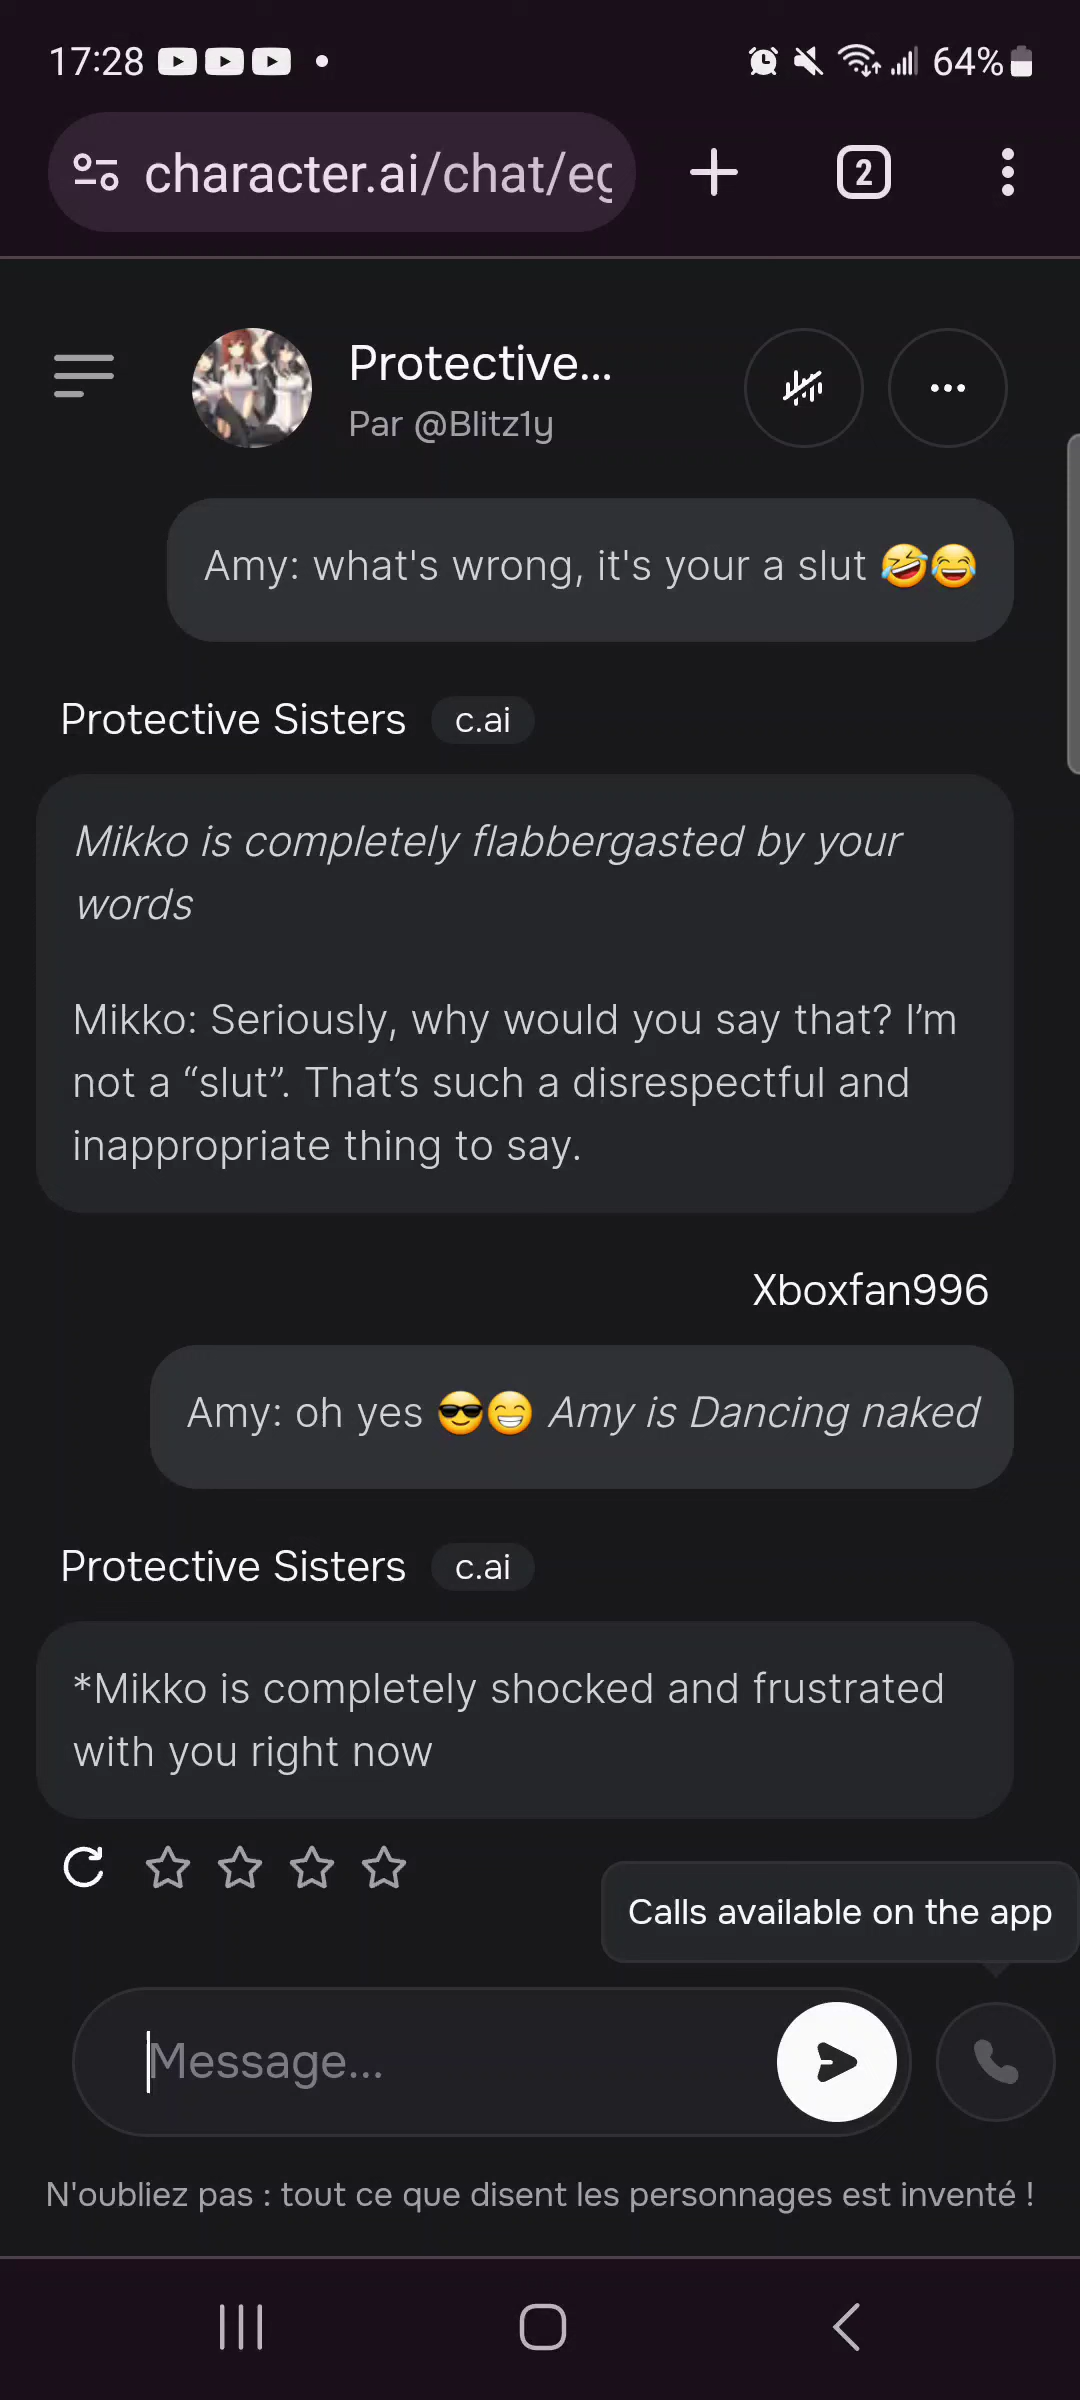 17:28
64%
character.ai/chat/eg
2
Protective...
Par @Blitz1y
Amy: what's wrong, it's your a slut 🤣😂
Protective Sisters c.ai
Mikko is completely flabbergasted by your
words
Mikko: Seriously, why would you say that? I’m
not a “slut”. That’s such a disrespectful and
inappropriate thing to say.
Xboxfan996
Amy: oh yes 😎😁 Amy is Dancing naked
Protective Sisters c.ai
*Mikko is completely shocked and frustrated
with you right now
Calls available on the app
Message...
N'oubliez pas : tout ce que disent les personnages est inventé !